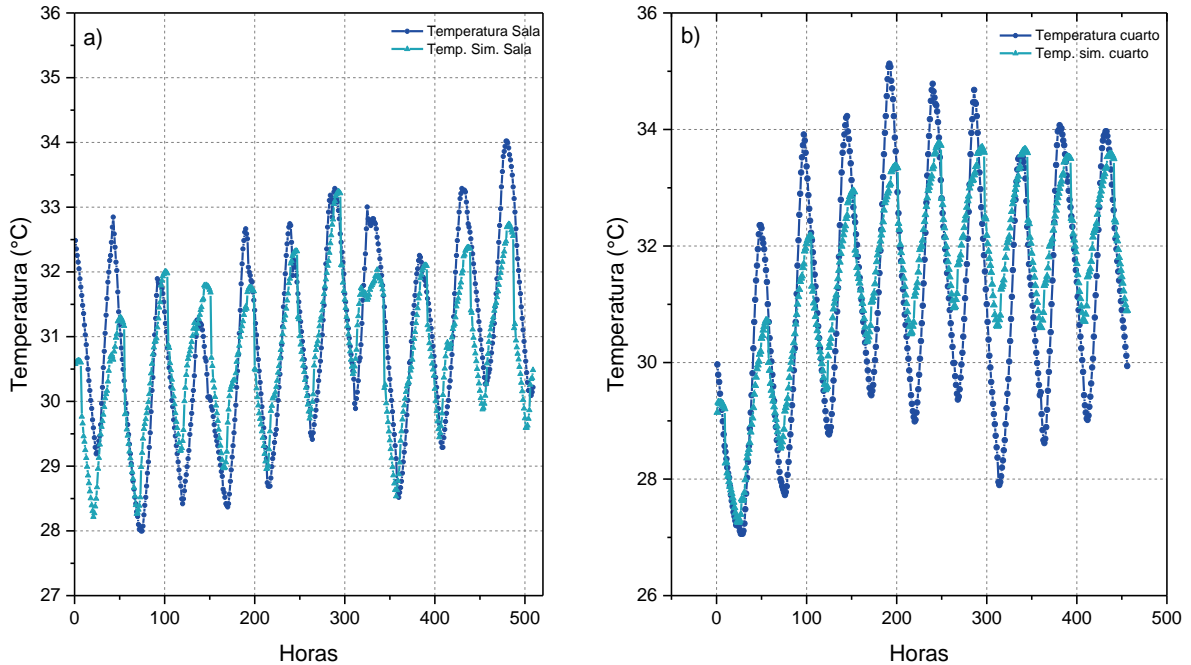 a)
Temperatura Sala
Temp. Sim. Sala
Temperatura (°C)
36
35
34
33
32
31
30
29
28
27
0
100
200
300
400
500
Horas
b)
Temperatura cuarto
Temp. sim. cuarto
Temperatura (°C)
36
34
32
30
28
26
0
100
200
300
400
500
Horas